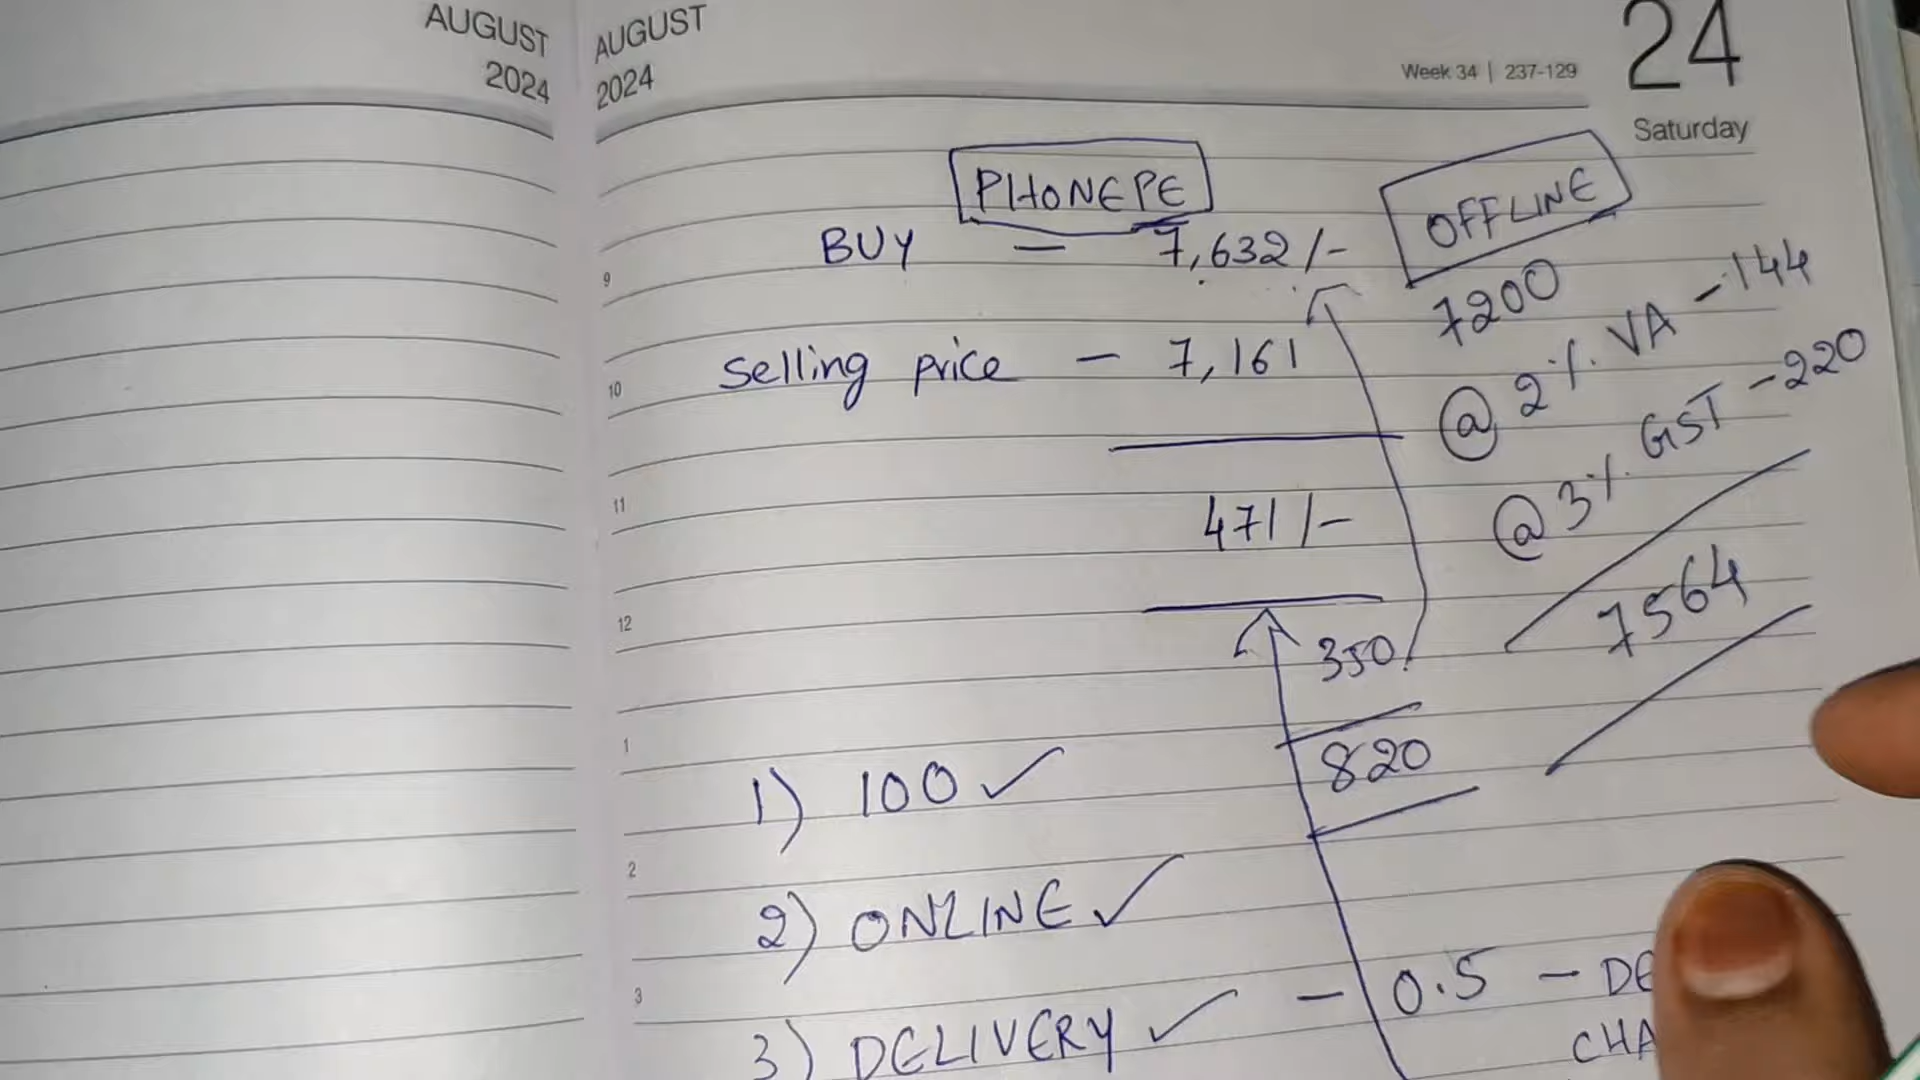 AUGUST
2024
AUGUST
2024
Week 34 | 237-129
24
Saturday
PHONEPE
BUY - 7,632/-
9
Selling price - 7,161
10
11
471/-
12
350
820
1
1) 100 ✓
2
2) ONLINE ✓
3
3) DELIVERY ✓ - 0.5 -
OFFLINE
7200
@ 2%. VA - 144
@ 3%. GST - 220
7564